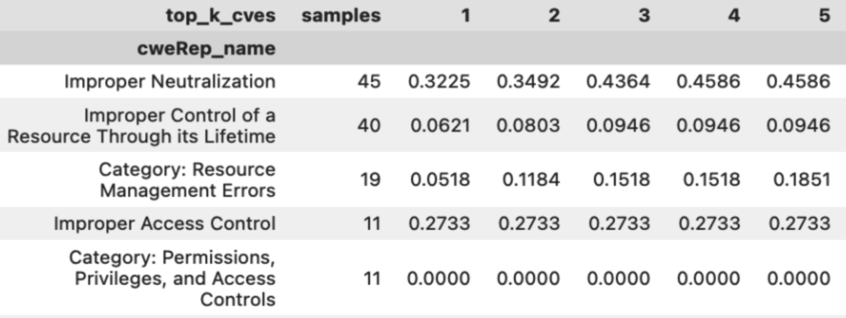 top_k_cves samples 1 2 3 4 5
cweRep_name
Improper Neutralization 45 0.3225 0.3492 0.4364 0.4586 0.4586
Improper Control of a
Resource Through its Lifetime 40 0.0621 0.0803 0.0946 0.0946 0.0946
Category: Resource
Management Errors 19 0.0518 0.1184 0.1518 0.1518 0.1851
Improper Access Control 11 0.2733 0.2733 0.2733 0.2733 0.2733
Category: Permissions,
Privileges, and Access 11 0.0000 0.0000 0.0000 0.0000 0.0000
Controls